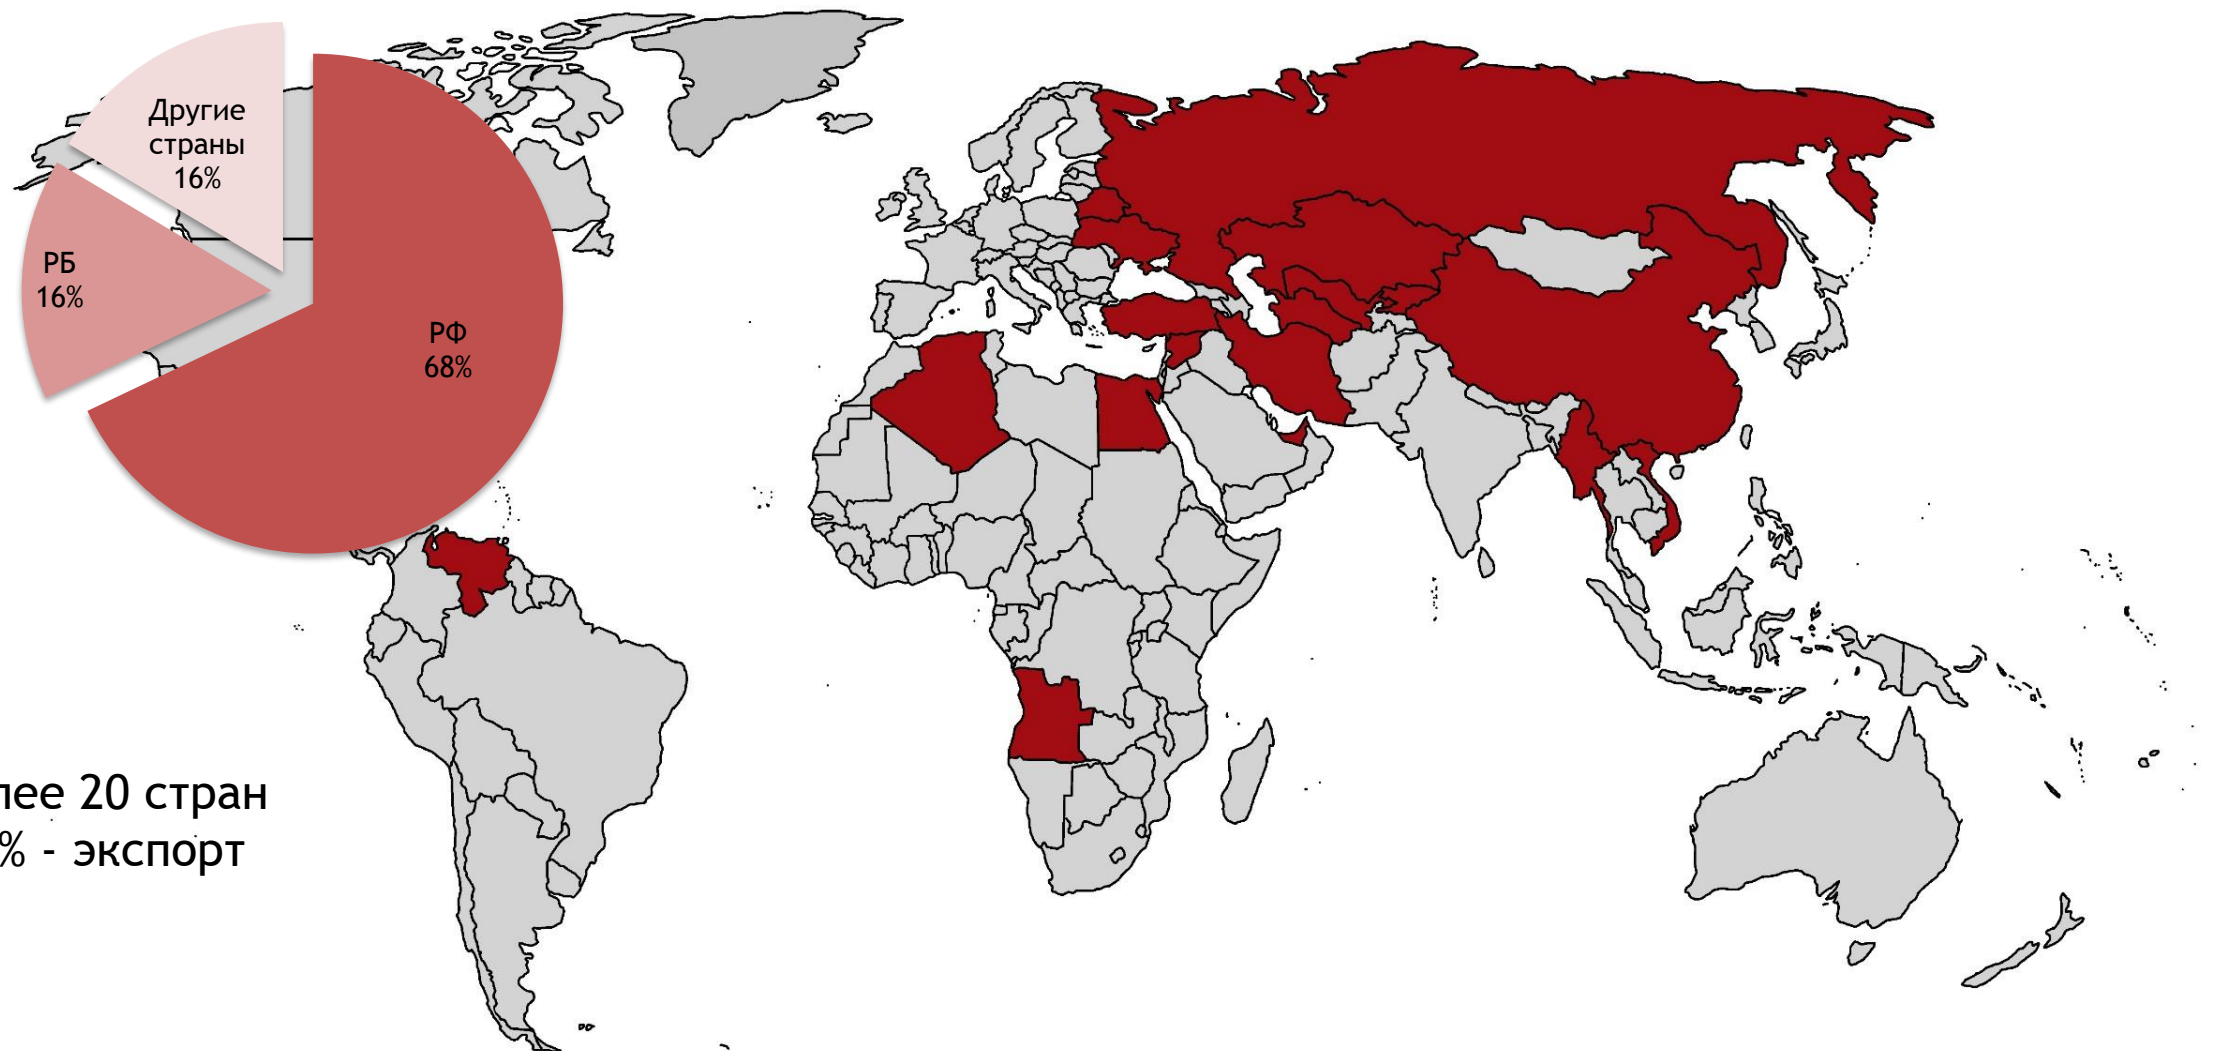 Другие
страны
16%
РБ
16%
РФ
68%
лее 20 стран
% - экспорт